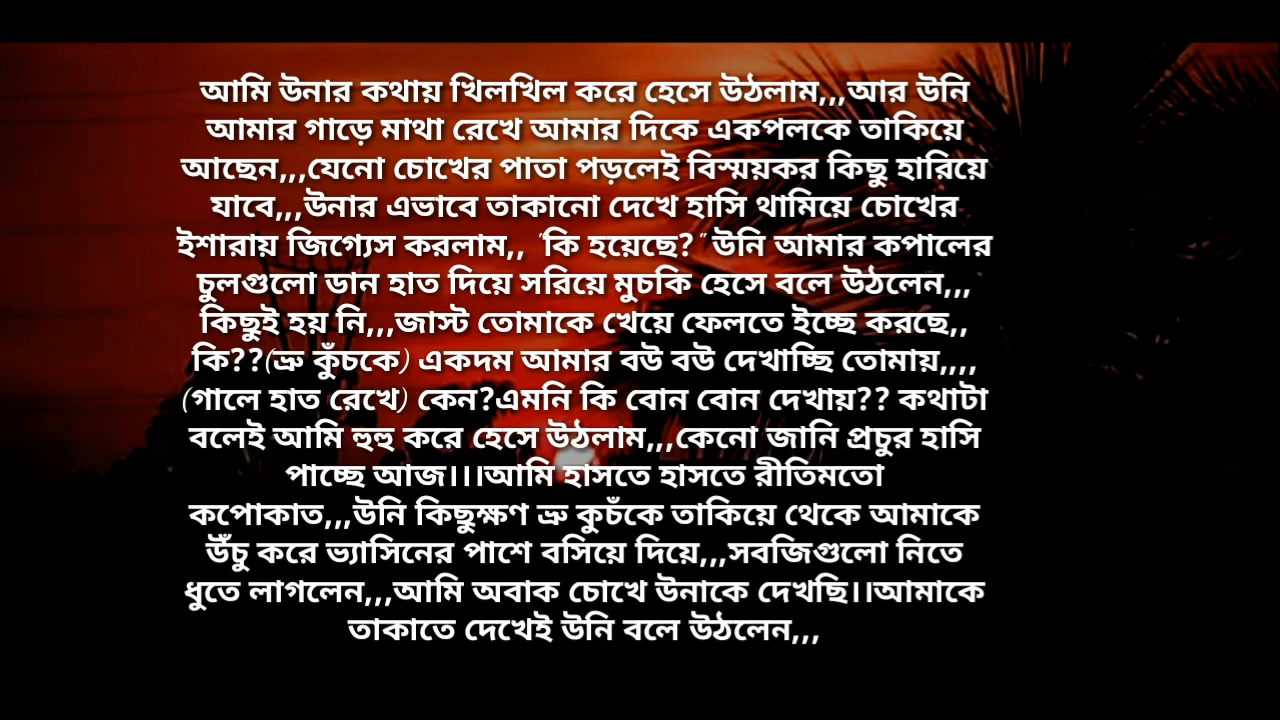 আমি উনার কথায় খিলখিল করে হেসে উঠলাম,,,আর উনি
আমার গাড়ে মাথা রেখে আমার দিকে একপলকে তাকিয়ে
আছেন,,,যেনো চোখের পাতা পড়লেই বিস্ময়কর কিছু হারিয়ে
যাবে,,,উনার এভাবে তাকানো দেখে হাসি থামিয়ে চোখের
ইশারায় জিগ্যেস করলাম,, "কি হয়েছে?" উনি আমার কপালের
চুলগুলো ডান হাত দিয়ে সরিয়ে মুচকি হেসে বলে উঠলেন,,,
কিছুই হয় নি,,,জাস্ট তোমাকে খেয়ে ফেলতে ইচ্ছে করছে,,
কি??(ভ্রু কুঁচকে) একদম আমার বউ বউ দেখাচ্ছি তোমায়,,,,
(গালে হাত রেখে) কেন?এমনি কি বোন বোন দেখায়?? কথাটা
বলেই আমি হুহু করে হেসে উঠলাম,,,কেনো জানি প্রচুর হাসি
পাচ্ছে আজ।।।আমি হাসতে হাসতে রীতিমতো
কপোকাত,,,উনি কিছুক্ষণ ভ্রু কুচঁকে তাকিয়ে থেকে আমাকে
উঁচু করে ভ্যাসিনের পাশে বসিয়ে দিয়ে,,,সবজিগুলো নিতে
ধুতে লাগলেন,,,আমি অবাক চোখে উনাকে দেখছি।।আমাকে
তাকাতে দেখেই উনি বলে উঠলেন,,,